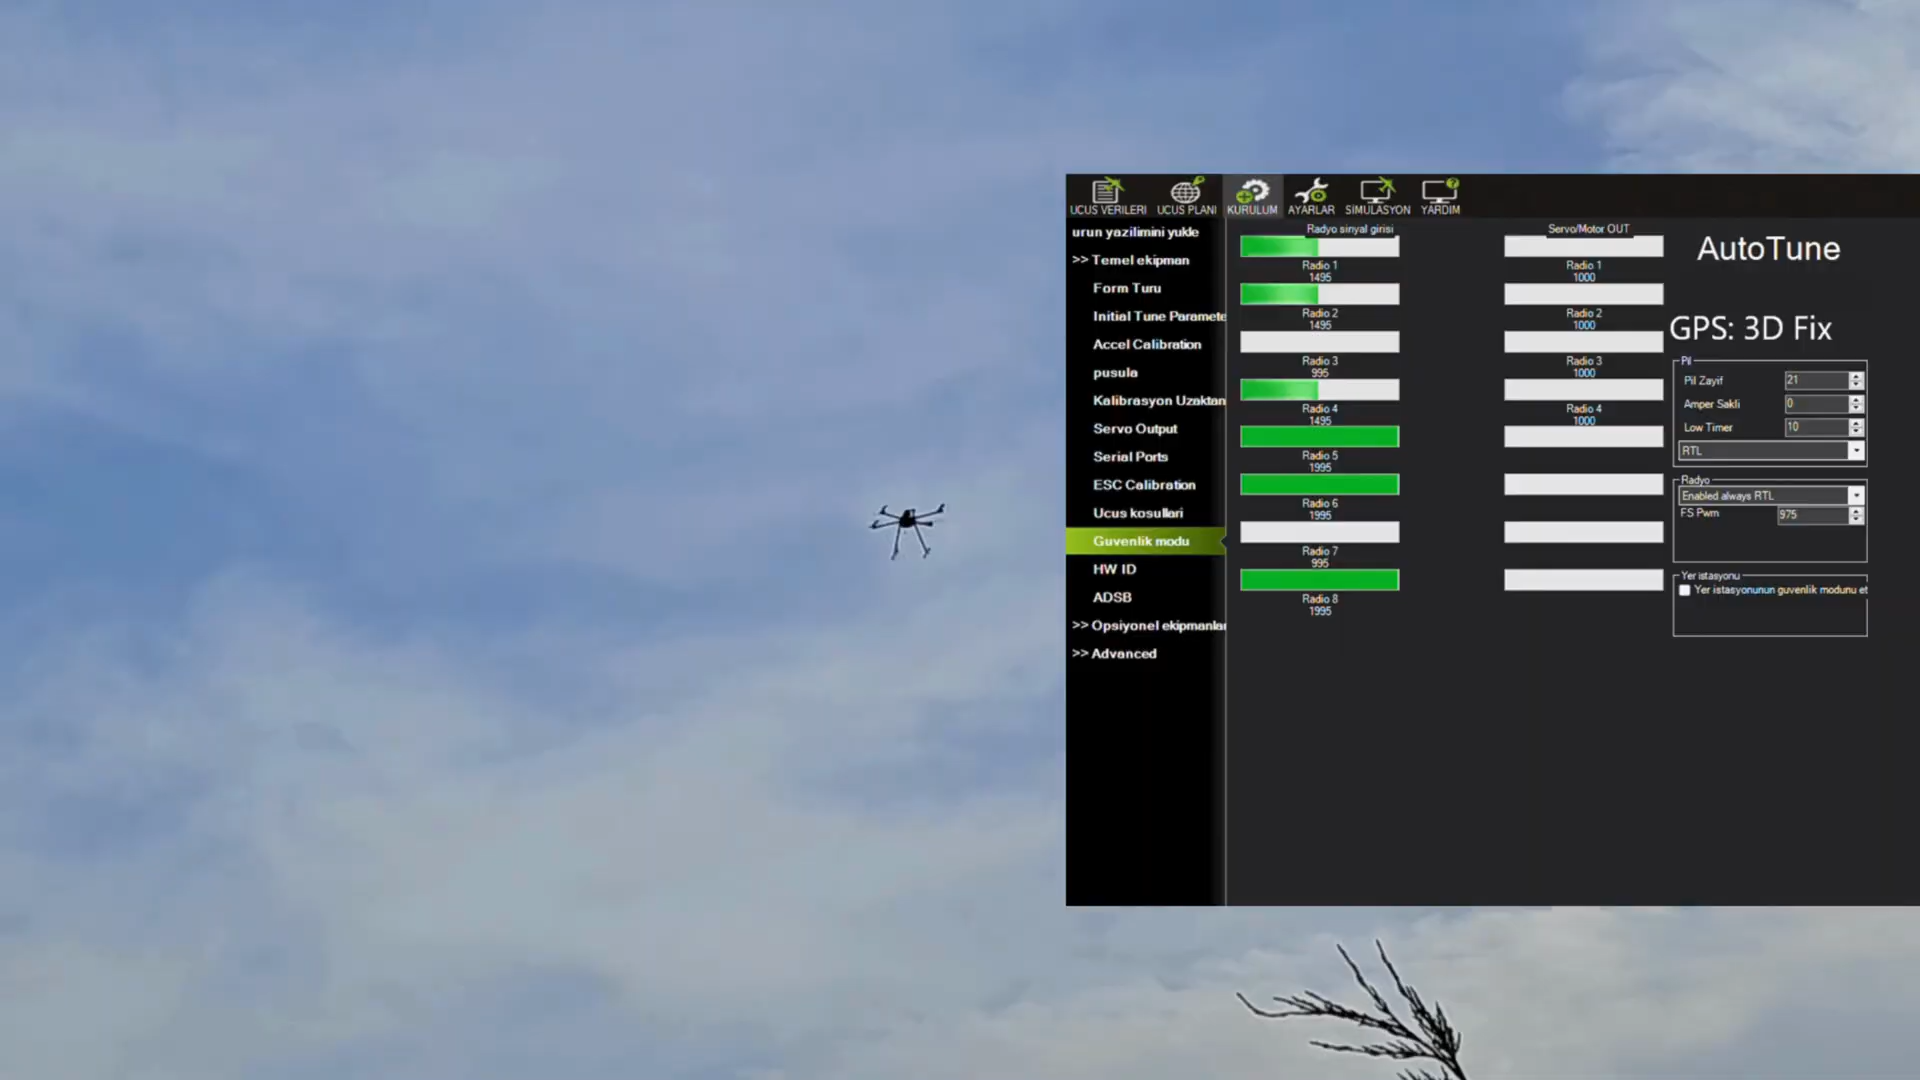 UCUS VERILERI UCUS PLANI KURULUM AYARLAR SİMULASYON YARDIM
urun yazilimini yukle
>> Temel ekipman
Form Turu
Initial Tune Paramete
Accel Calibration
pusula
Kalibrasyon Uzaktan
Servo Output
Serial Ports
ESC Calibration
Ucus kosullari
Guvenlik modu
HW ID
ADSB
>> Opsiyonel ekipmanlar
>> Advanced
Radyo sinyal girisi
Radio 1
1495
Radio 2
1495
Radio 3
995
Radio 4
1495
Radio 5
1995
Radio 6
1995
Radio 7
995
Radio 8
1995
Servo/Motor OUT
Radio 1
1000
Radio 2
1000
Radio 3
1000
Radio 4
1000
AutoTune
GPS: 3D Fix
Pil
Pil Zayif 21
Amper Sakli 0
Low Timer 10
RTL
Radyo
Enabled always RTL
FS Pwm 975
Yer istasyonu
Yer istasyonunun guvenlik modunu et